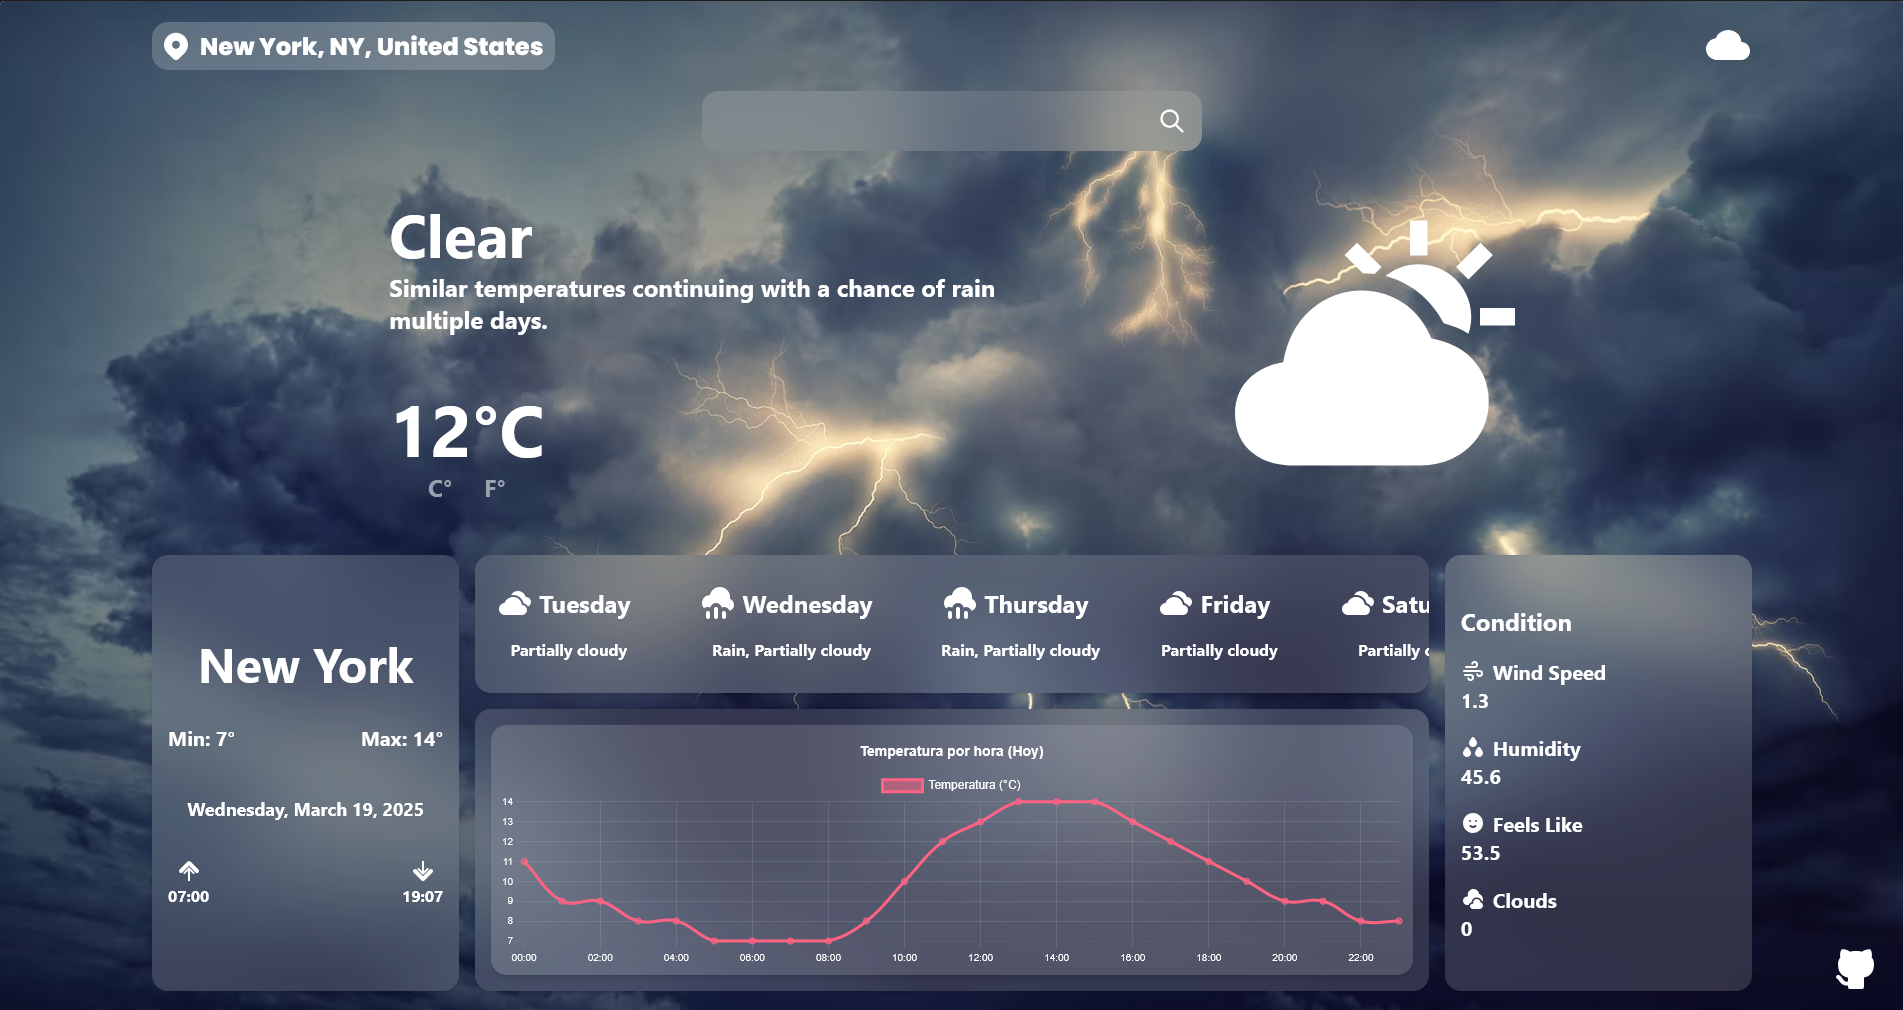 New York, NY, United States
Clear
Similar temperatures continuing with a chance of rain
multiple days.
12°C
C° F°
New York
Min: 7° Max: 14°
Wednesday, March 19, 2025
07:00 19:07
Tuesday
Partially cloudy
Wednesday
Rain, Partially cloudy
Thursday
Rain, Partially cloudy
Friday
Partially cloudy
Satu
Partially c
Temperatura por hora (Hoy)
Temperatura (°C)
14
13
12
11
10
9
8
7
00:00 02:00 04:00 06:00 08:00 10:00 12:00 14:00 16:00 18:00 20:00 22:00
Condition
Wind Speed
1.3
Humidity
45.6
Feels Like
53.5
Clouds
0